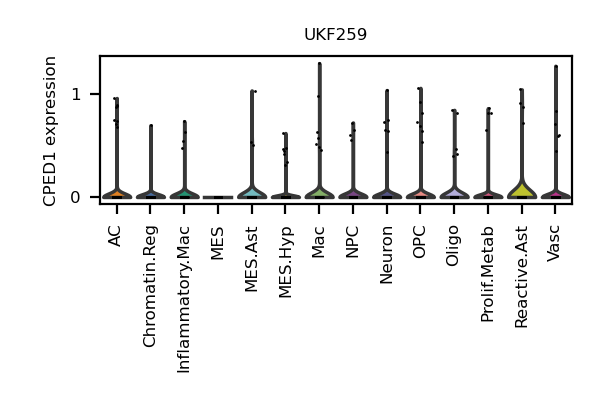 UKF259
CPED1 expression
1
0
AC
Chromatin.Reg
Inflammatory.Mac
MES
MES.Ast
MES.Hyp
Mac
NPC
Neuron
OPC
Oligo
Prolif.Metab
Reactive.Ast
Vasc